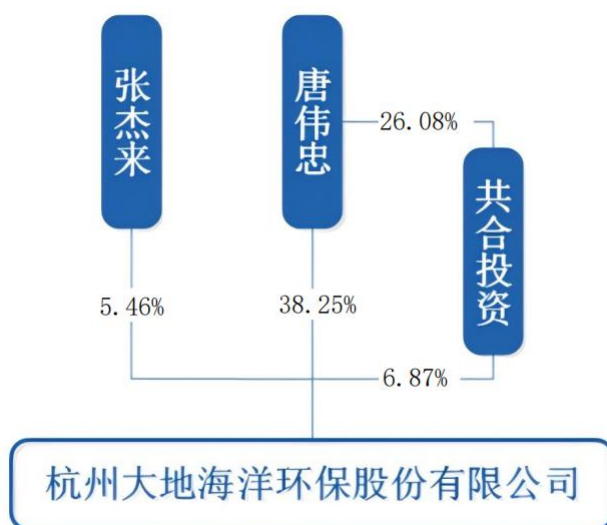 张杰来
唐伟忠
26.08%
共合投资
5.46%
38.25%
6.87%
杭州大地海洋环保股份有限公司